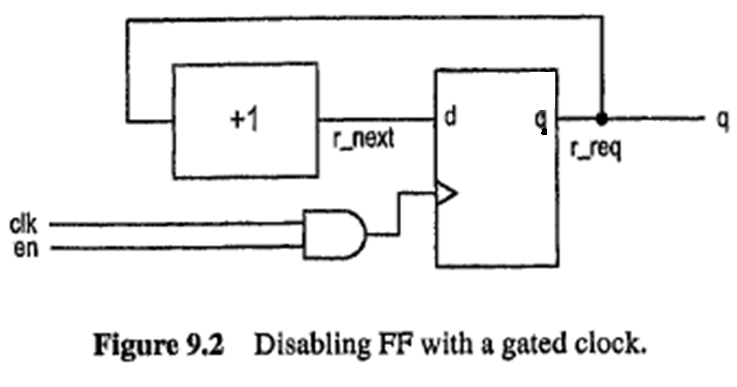 +1
d
q
q
r_next
r_req
clk
en
Figure 9.2 Disabling FF with a gated clock.